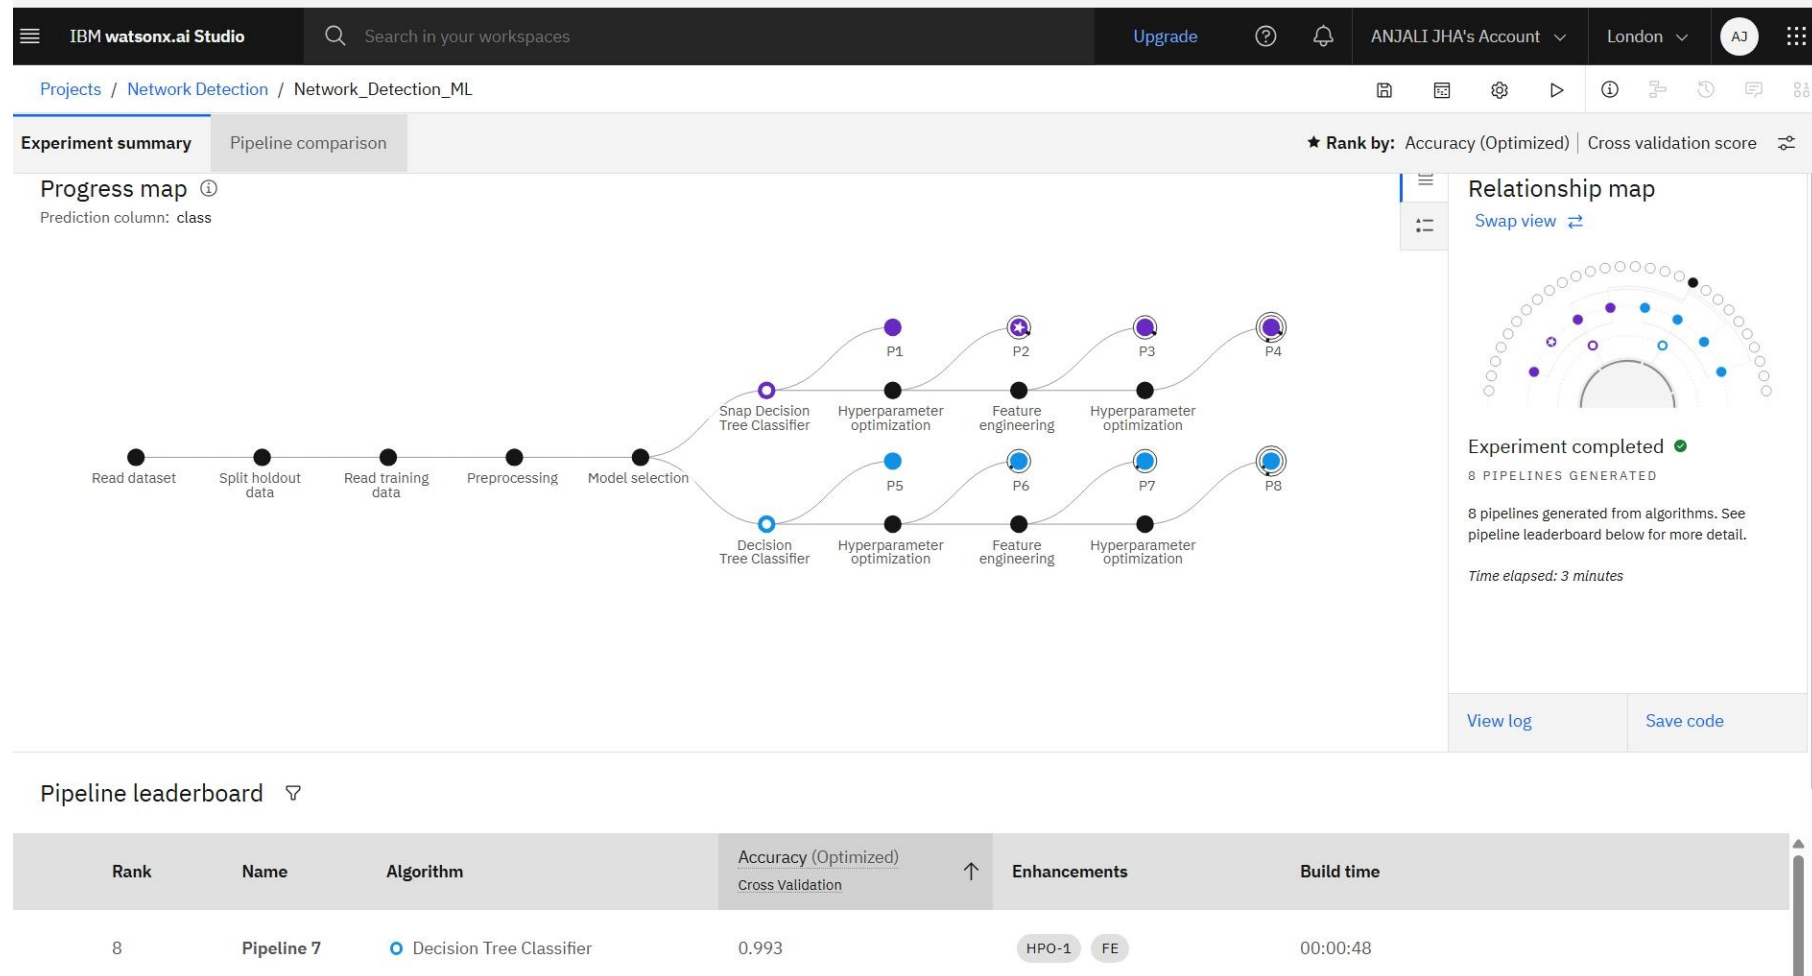 IBM watsonx.ai Studio
Search in your workspaces
Upgrade
ANJALI JHA's Account
London
AJ
Projects / Network Detection / Network_Detection_ML
Experiment summary
Pipeline comparison
Rank by: Accuracy (Optimized) | Cross validation score
Progress map
Prediction column: class
P1
P2
P3
P4
Snap Decision
Tree Classifier
Hyperparameter
optimization
Feature
engineering
Hyperparameter
optimization
Read dataset
Split holdout
data
Read training
data
Preprocessing
Model selection
P5
P6
P7
P8
Decision
Tree Classifier
Hyperparameter
optimization
Feature
engineering
Hyperparameter
optimization
Relationship map
Swap view
Experiment completed
8 PIPELINES GENERATED
8 pipelines generated from algorithms. See
pipeline leaderboard below for more detail.
Time elapsed: 3 minutes
View log
Save code
Pipeline leaderboard
Rank
Name
Algorithm
Accuracy (Optimized)
Cross Validation
Enhancements
Build time
8
Pipeline 7
Decision Tree Classifier
0.993
HPO-1
FE
00:00:48